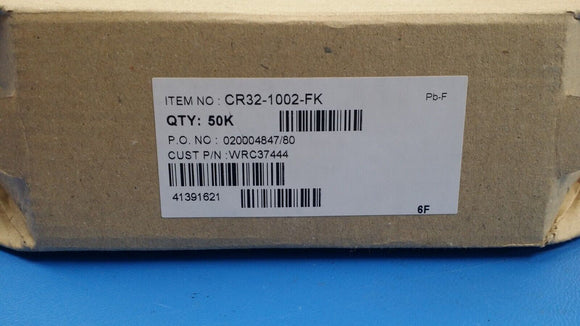 ITEM NO : CR32-1002-FK Pb-F
QTY: 50K
P.O. NO : 020004847/80
CUST P/N : WRC37444
41391621
6F